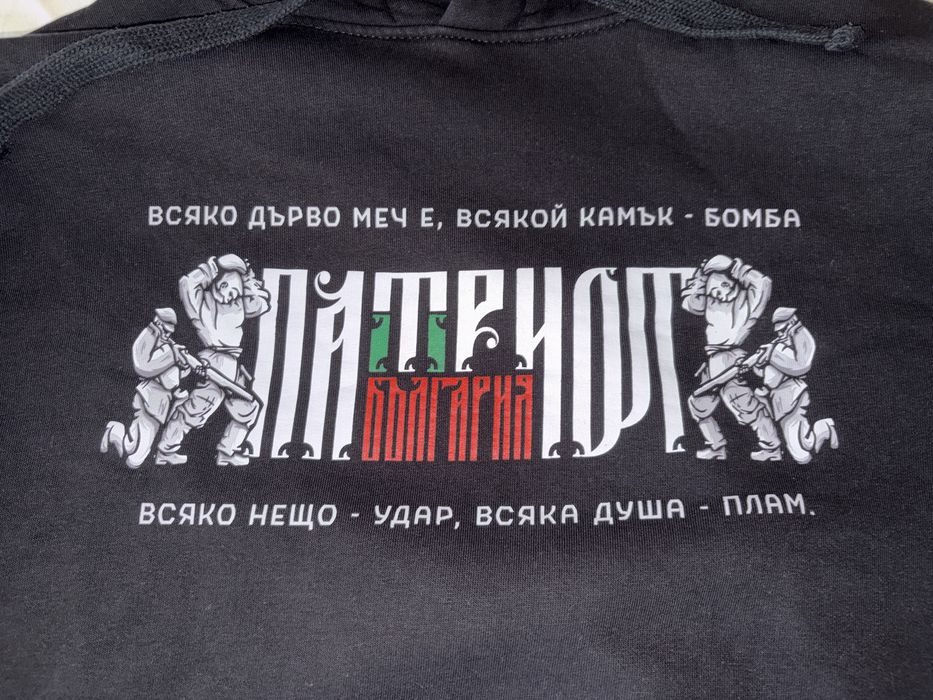 ВСЯКО ДЪРВО МЕЧ Е, ВСЯКОЙ КАМЪК - БОМБА
ПАТРИОТ
БЪЛГАРИЯ
ВСЯКО НЕЩО - УДАР, ВСЯКА ДУША - ПЛАМ.